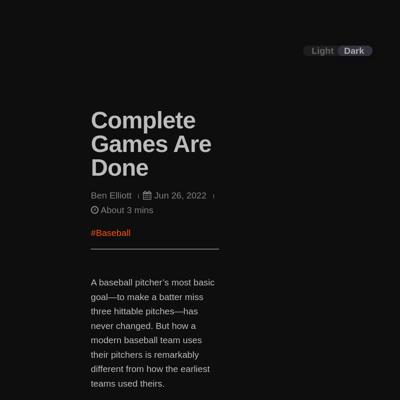 Light Dark
Complete
Games Are
Done
Ben Elliott | Jun 26, 2022 |
About 3 mins
#Baseball
A baseball pitcher’s most basic
goal—to make a batter miss
three hittable pitches—has
never changed. But how a
modern baseball team uses
their pitchers is remarkably
different from how the earliest
teams used theirs.